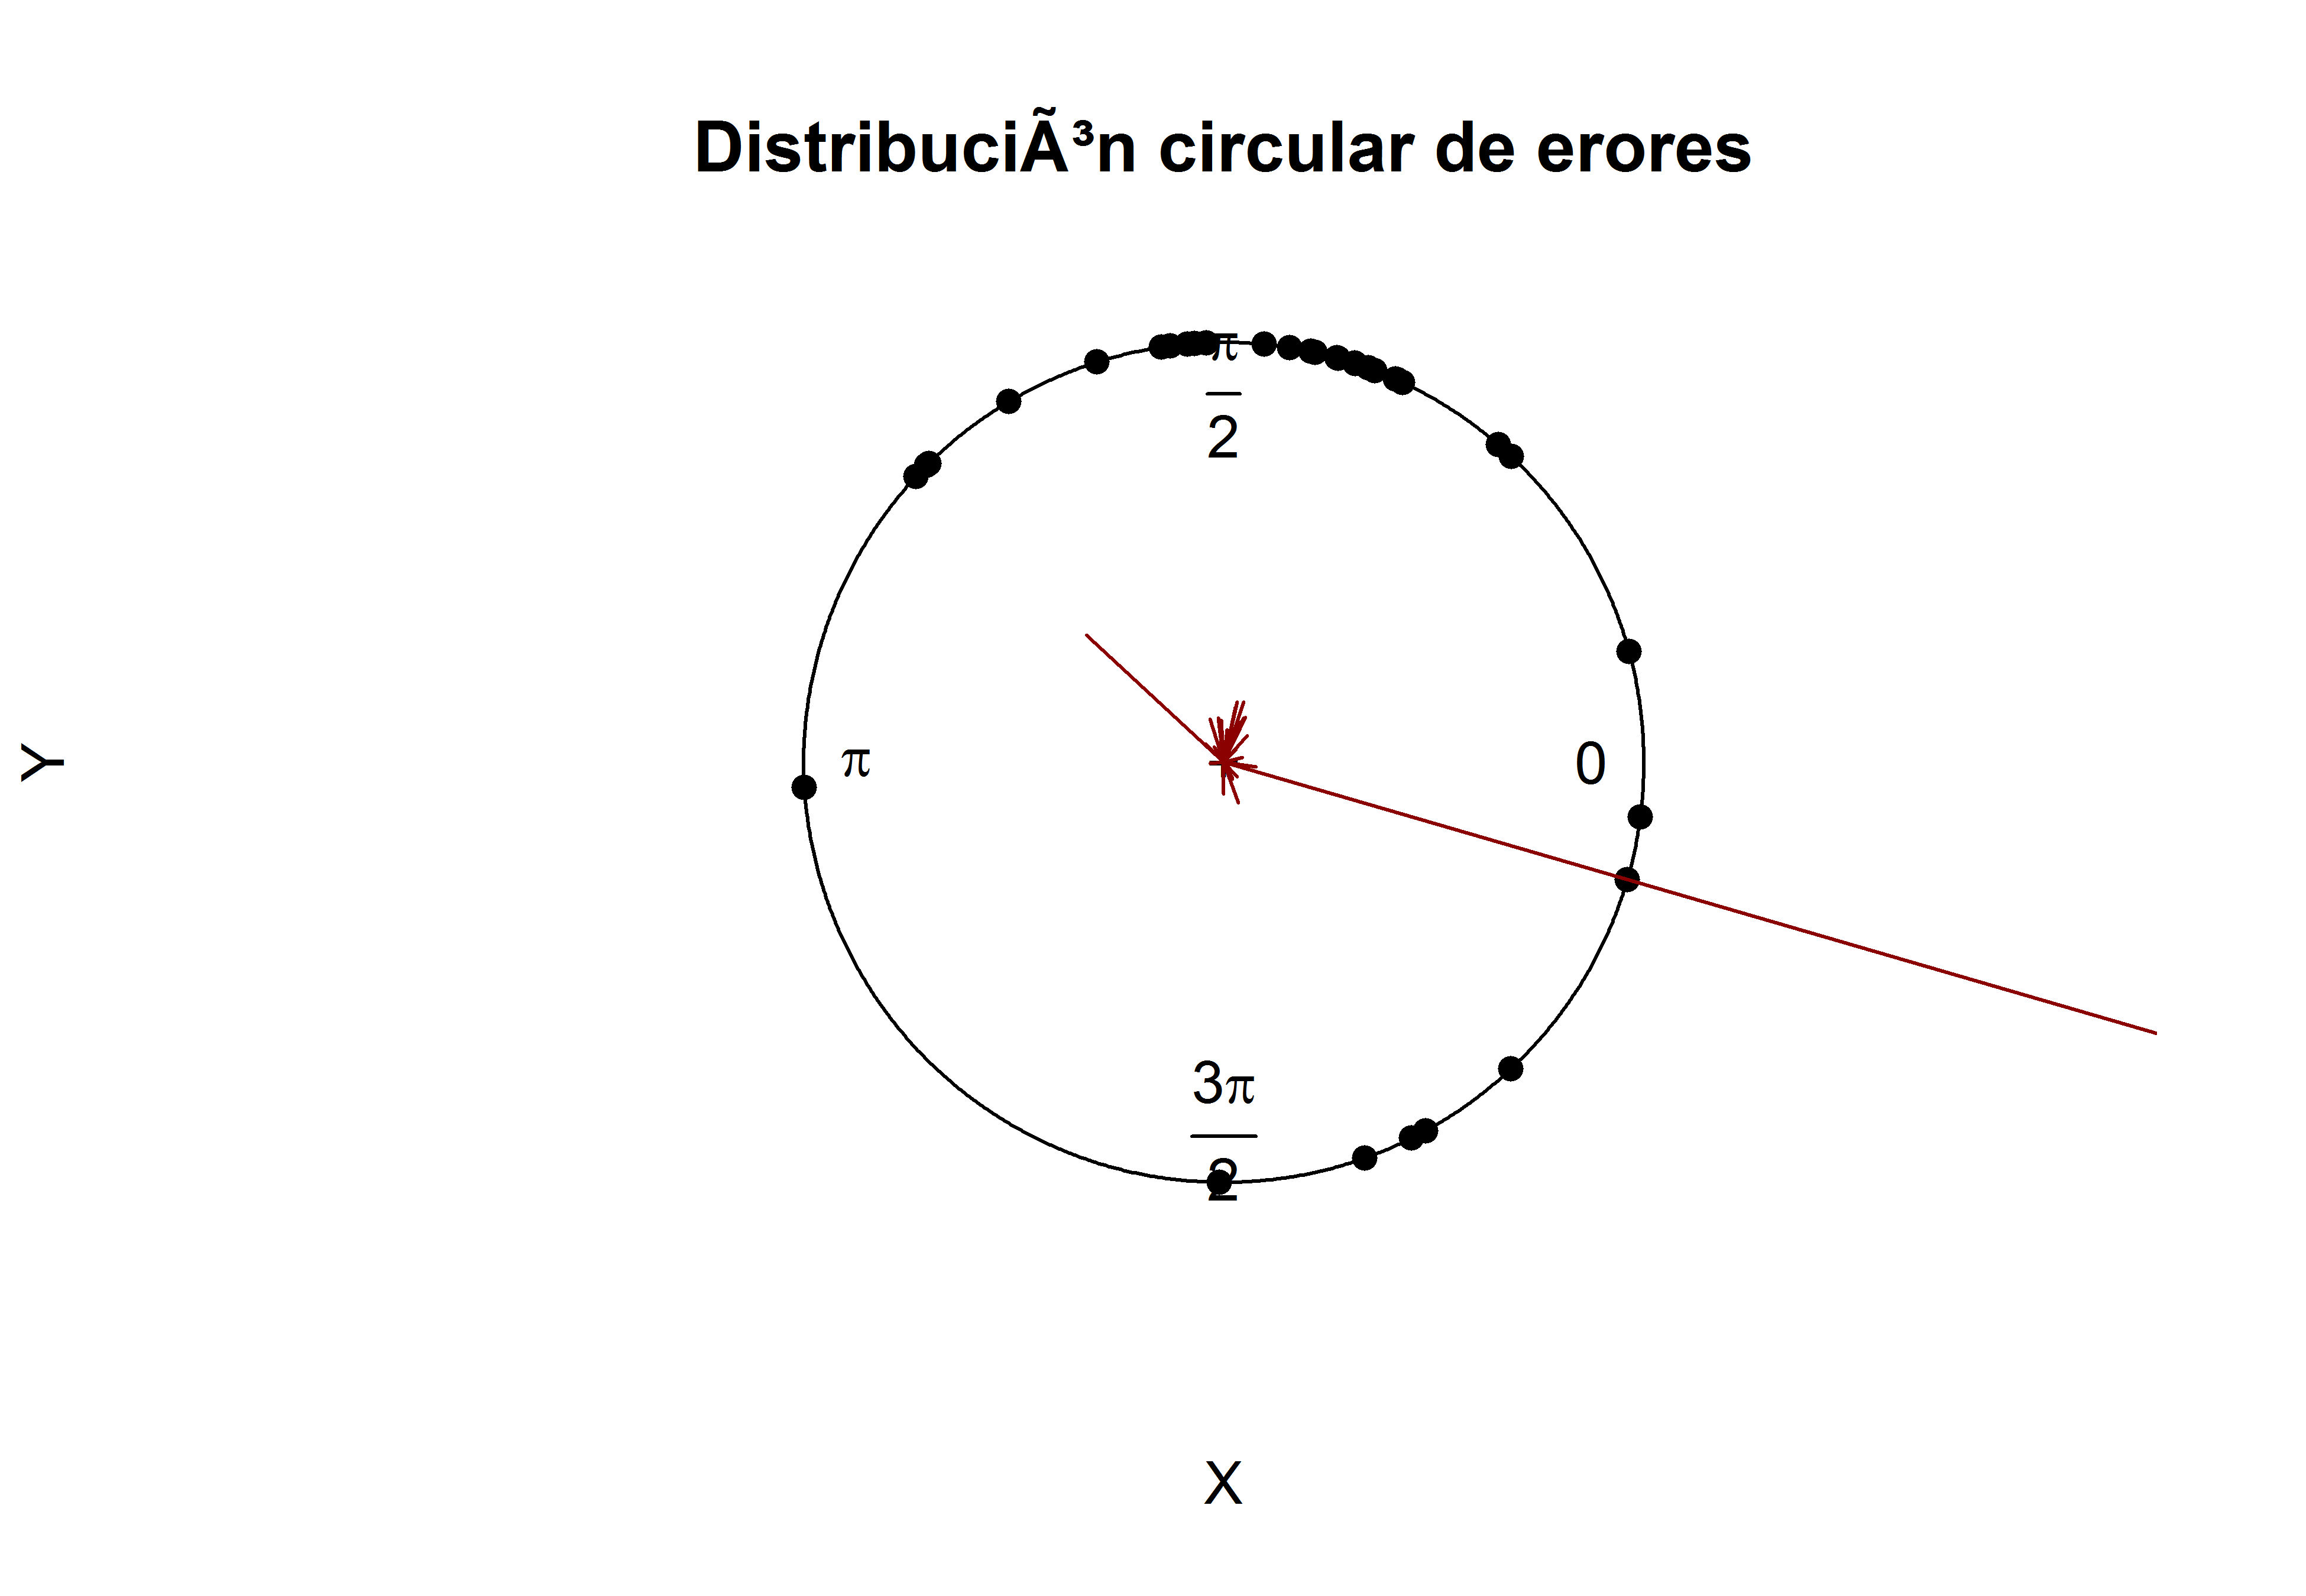 DistribuciÃ³n circular de erores
π
2
Y
π
0
3π
2
X